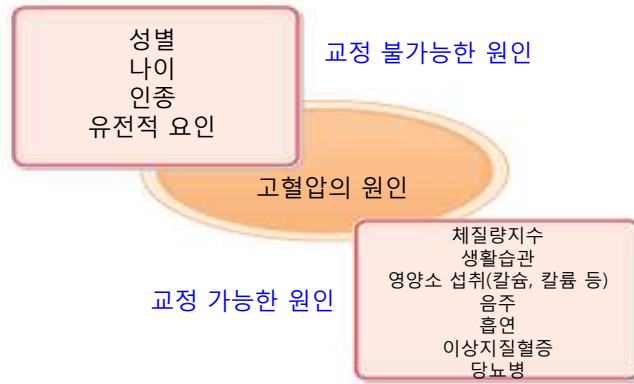 성별
나이
인종
유전적 요인
교정 불가능한 원인
고혈압의 원인
교정 가능한 원인
체질량지수
생활습관
영양소 섭취(칼슘, 칼륨 등)
음주
흡연
이상지질혈증
당뇨병